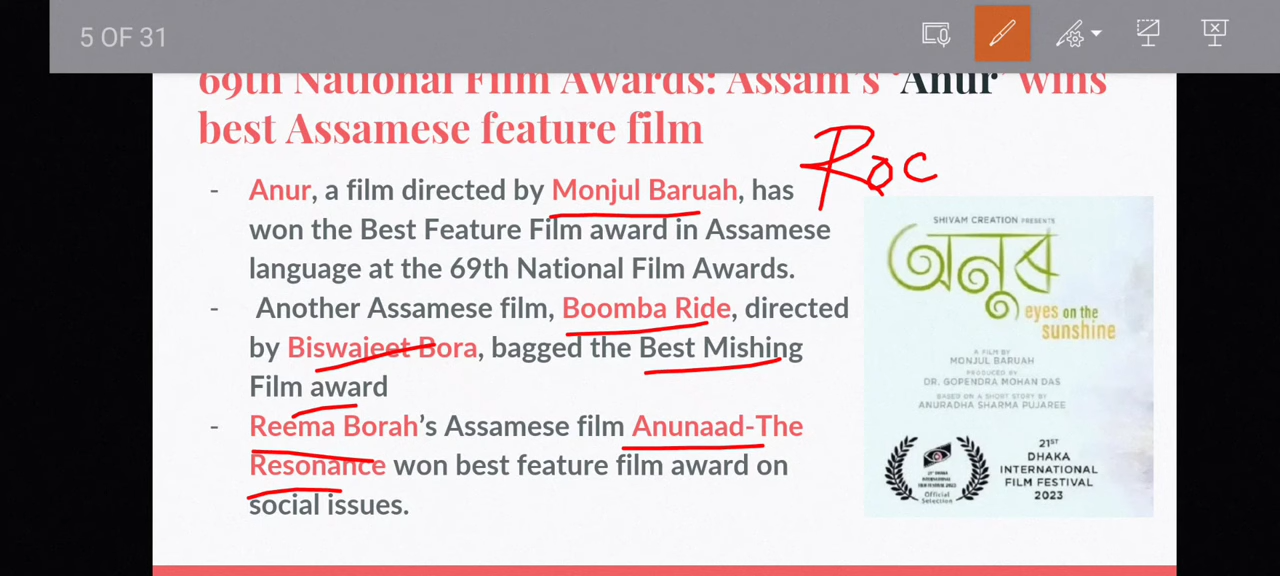 5 OF 31
69th National Film Awards: Assam's 'Anur' wins
best Assamese feature film
Roc
- Anur, a film directed by Monjul Baruah, has
won the Best Feature Film award in Assamese
language at the 69th National Film Awards.
- Another Assamese film, Boomba Ride, directed
by Biswajeet Bora, bagged the Best Mishing
Film award
- Reema Borah's Assamese film Anunaad-The
Resonance won best feature film award on
social issues.
SHIVAM CREATION PRESENTS
অনুৰ
eyes on the
sunshine
A FILM BY
MONJUL BARUAH
PRODUCED BY
DR. GOPENDRA MOHAN DAS
BASED ON A SHORT STORY BY
ANURADHA SHARMA PUJAREE
Official
Selection
21ST
DHAKA
INTERNATIONAL
FILM FESTIVAL
2023